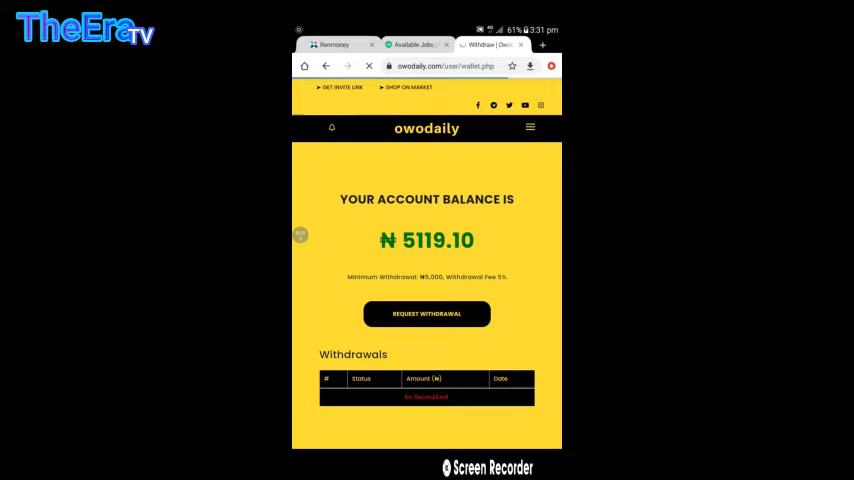 TheEra
TV
61% 3:31 pm
Renmoney
Available Jobs |
Withdraw | Owo
owodaily.com/user/wallet.php
GET INVITE LINK
SHOP ON MARKET
owodaily
YOUR ACCOUNT BALANCE IS
₦ 5119.10
Minimum Withdrawal: ₦5,000, Withdrawal Fee 5%
REQUEST WITHDRAWAL
Withdrawals
# Status Amount (₦) Date
No Record Exist
Screen Recorder